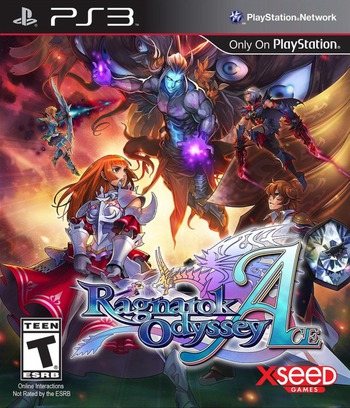 PS3
PlayStation®Network
Only On PlayStation®
Ragnarok
Odyssey
ACE
TEEN
T
ESRB
Online Interactions
Not Rated by the ESRB
XSEED
GAMES